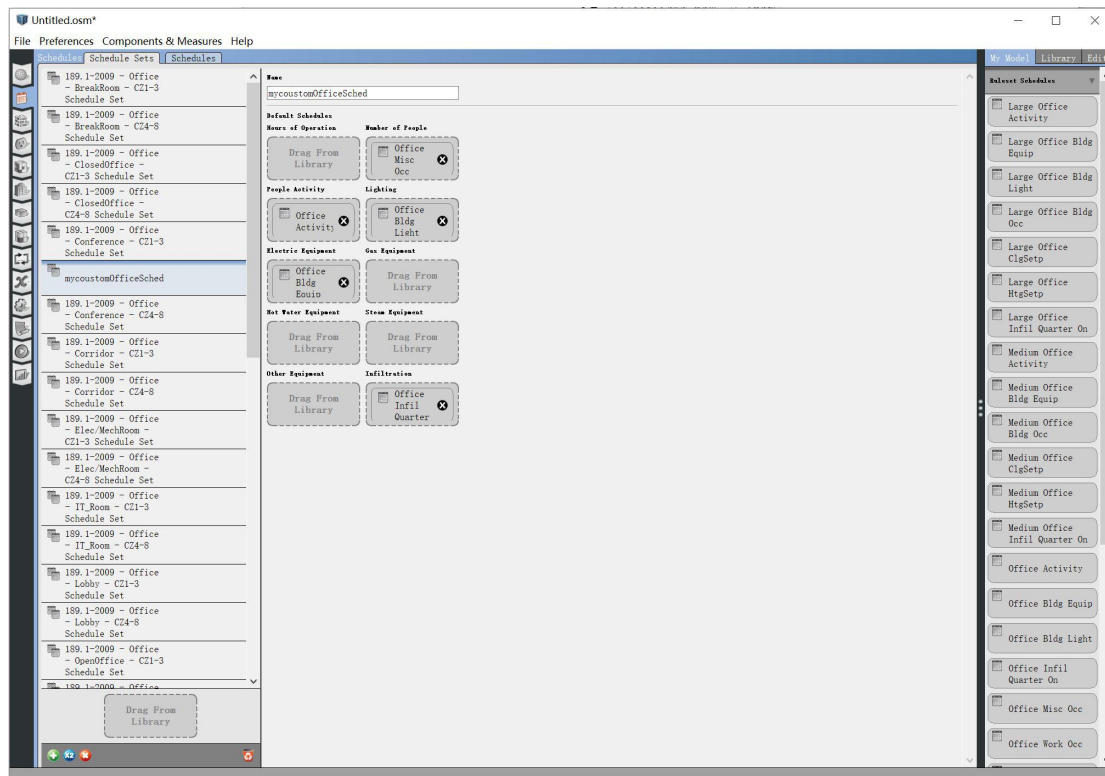 Untitled.osm*
File Preferences Components & Measures Help
Schedules Schedule Sets Schedules
My Model Library Edit
189.1-2009 - Office
- BreakRoom - CZ1-3
Schedule Set
189.1-2009 - Office
- BreakRoom - CZ4-8
Schedule Set
189.1-2009 - Office
- ClosedOffice -
CZ1-3 Schedule Set
189.1-2009 - Office
- ClosedOffice -
CZ4-8 Schedule Set
189.1-2009 - Office
- Conference - CZ1-3
Schedule Set
mycoustomOfficeSched
189.1-2009 - Office
- Conference - CZ4-8
Schedule Set
189.1-2009 - Office
- Corridor - CZ1-3
Schedule Set
189.1-2009 - Office
- Corridor - CZ4-8
Schedule Set
189.1-2009 - Office
- Elec/MechRoom -
CZ1-3 Schedule Set
189.1-2009 - Office
- Elec/MechRoom -
CZ4-8 Schedule Set
189.1-2009 - Office
- IT_Room - CZ1-3
Schedule Set
189.1-2009 - Office
- IT_Room - CZ4-8
Schedule Set
189.1-2009 - Office
- Lobby - CZ1-3
Schedule Set
189.1-2009 - Office
- Lobby - CZ4-8
Schedule Set
189.1-2009 - Office
- OpenOffice - CZ1-3
Schedule Set
189.1-2009 - Office
Drag From
Library
x2
Name
mycoustomOfficeSched
Default Schedules
Hours of Operation Number of People
Drag From
Library
Office
Misc
Occ
People Activity Lighting
Office
Activity
Office
Bldg
Light
Electric Equipment Gas Equipment
Office
Bldg
Equip
Drag From
Library
Hot Water Equipment Steam Equipment
Drag From
Library
Drag From
Library
Other Equipment Infiltration
Drag From
Library
Office
Infil
Quarter
Ruleset Schedules
Large Office
Activity
Large Office Bldg
Equip
Large Office Bldg
Light
Large Office Bldg
Occ
Large Office
ClgSetp
Large Office
HtgSetp
Large Office
Infil Quarter On
Medium Office
Activity
Medium Office
Bldg Equip
Medium Office
Bldg Occ
Medium Office
ClgSetp
Medium Office
HtgSetp
Medium Office
Infil Quarter On
Office Activity
Office Bldg Equip
Office Bldg Light
Office Infil
Quarter On
Office Misc Occ
Office Work Occ